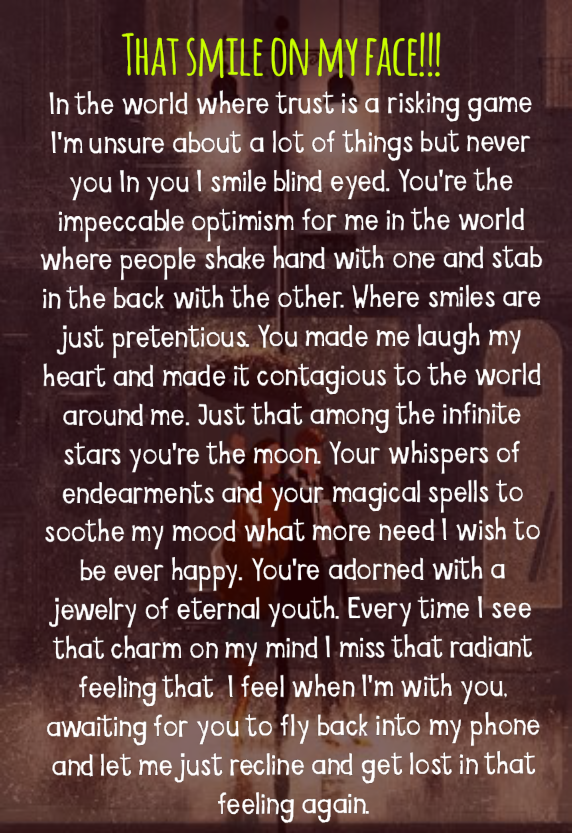 THAT SMILE ON MY FACE!!!
In the world where trust is a risking game
I'm unsure about a lot of things but never
you In you I smile blind eyed. You're the
impeccable optimism for me in the world
where people shake hand with one and stab
in the back with the other. Where smiles are
just pretentious. You made me laugh my
heart and made it contagious to the world
around me. Just that among the infinite
stars you're the moon. Your whispers of
endearments and your magical spells to
soothe my mood what more need I wish to
be ever happy. You're adorned with a
jewelry of eternal youth. Every time I see
that charm on my mind I miss that radiant
feeling that I feel when I'm with you,
awaiting for you to fly back into my phone
and let me just recline and get lost in that
feeling again.